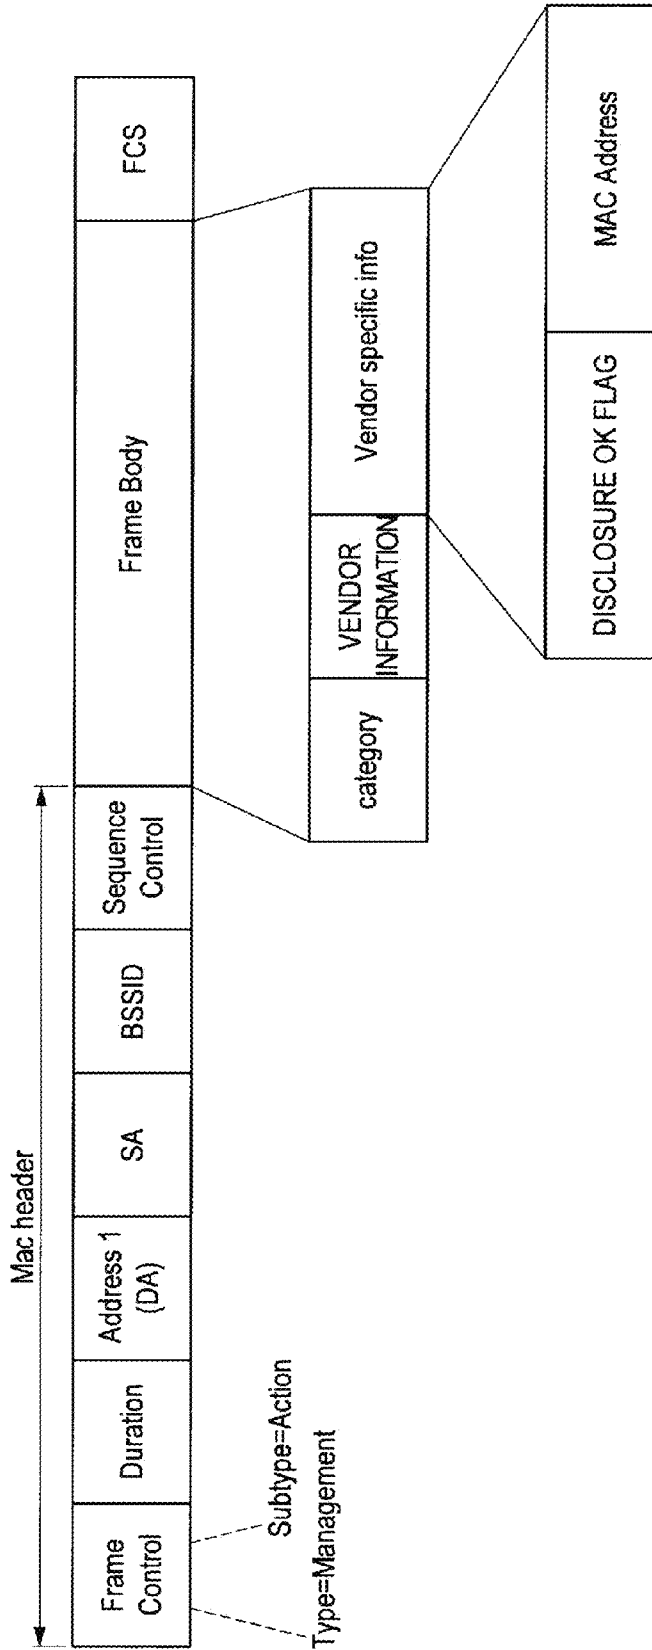 Mac header
Frame
Control
Duration
Address 1
(DA)
SA
BSSID
Sequence
Control
Frame Body
FCS
Type=Management
Subtype=Action
category
VENDOR
INFORMATION
Vendor specific info
DISCLOSURE OK FLAG
MAC Address